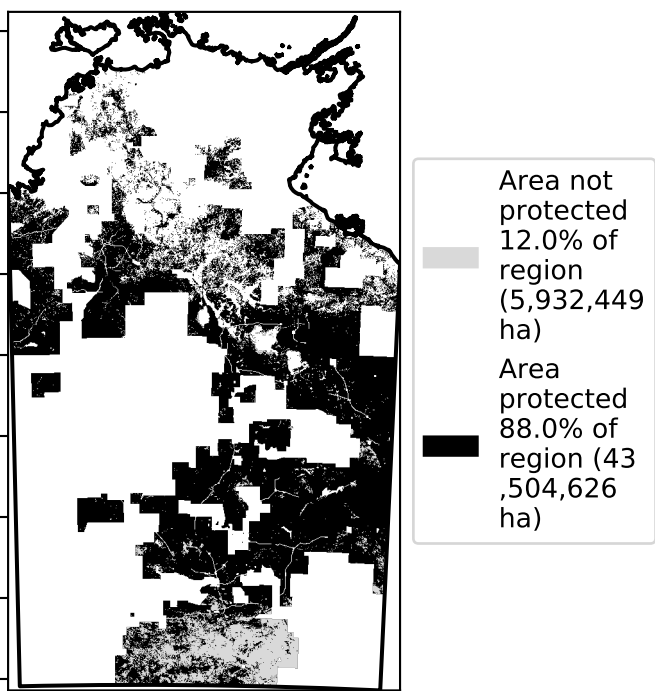 Area not
protected
12.0% of
region
(5,932,449
ha)
Area
protected
88.0% of
region (43
,504,626
ha)